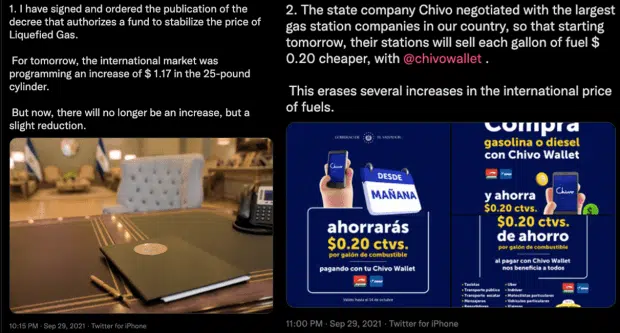 1. I have signed and ordered the publication of the
decree that authorizes a fund to stabilize the price of
Liquefied Gas.
For tomorrow, the international market was
programming an increase of $ 1.17 in the 25-pound
cylinder.
But now, there will no longer be an increase, but a
slight reduction.
10:15 PM · Sep 29, 2021 · Twitter for iPhone
2. The state company Chivo negotiated with the largest
gas station companies in our country, so that starting
tomorrow, their stations will sell each gallon of fuel $
0.20 cheaper, with @chivowallet .
This erases several increases in the international price
of fuels.
GOBIERNO DE EL SALVADOR
Chivo
DESDE
MAÑANA
ahorrarás
$0.20 ctvs.
por galón de combustible
pagando con tu Chivo Wallet
Compra
gasolina o diesel
con Chivo Wallet
y ahorra
$0.20 ctvs.
Chivo
$0.20 ctvs.
de ahorro
por galón de combustible
al pagar con Chivo Wallet
nos beneficia a todos
• Taxistas
• Transporte público
• Transporte escolar
• Mensajeros
• Uber
• Indriver
• Motociclistas particulares
• Vehículos particulares
11:00 PM · Sep 29, 2021 · Twitter for iPhone